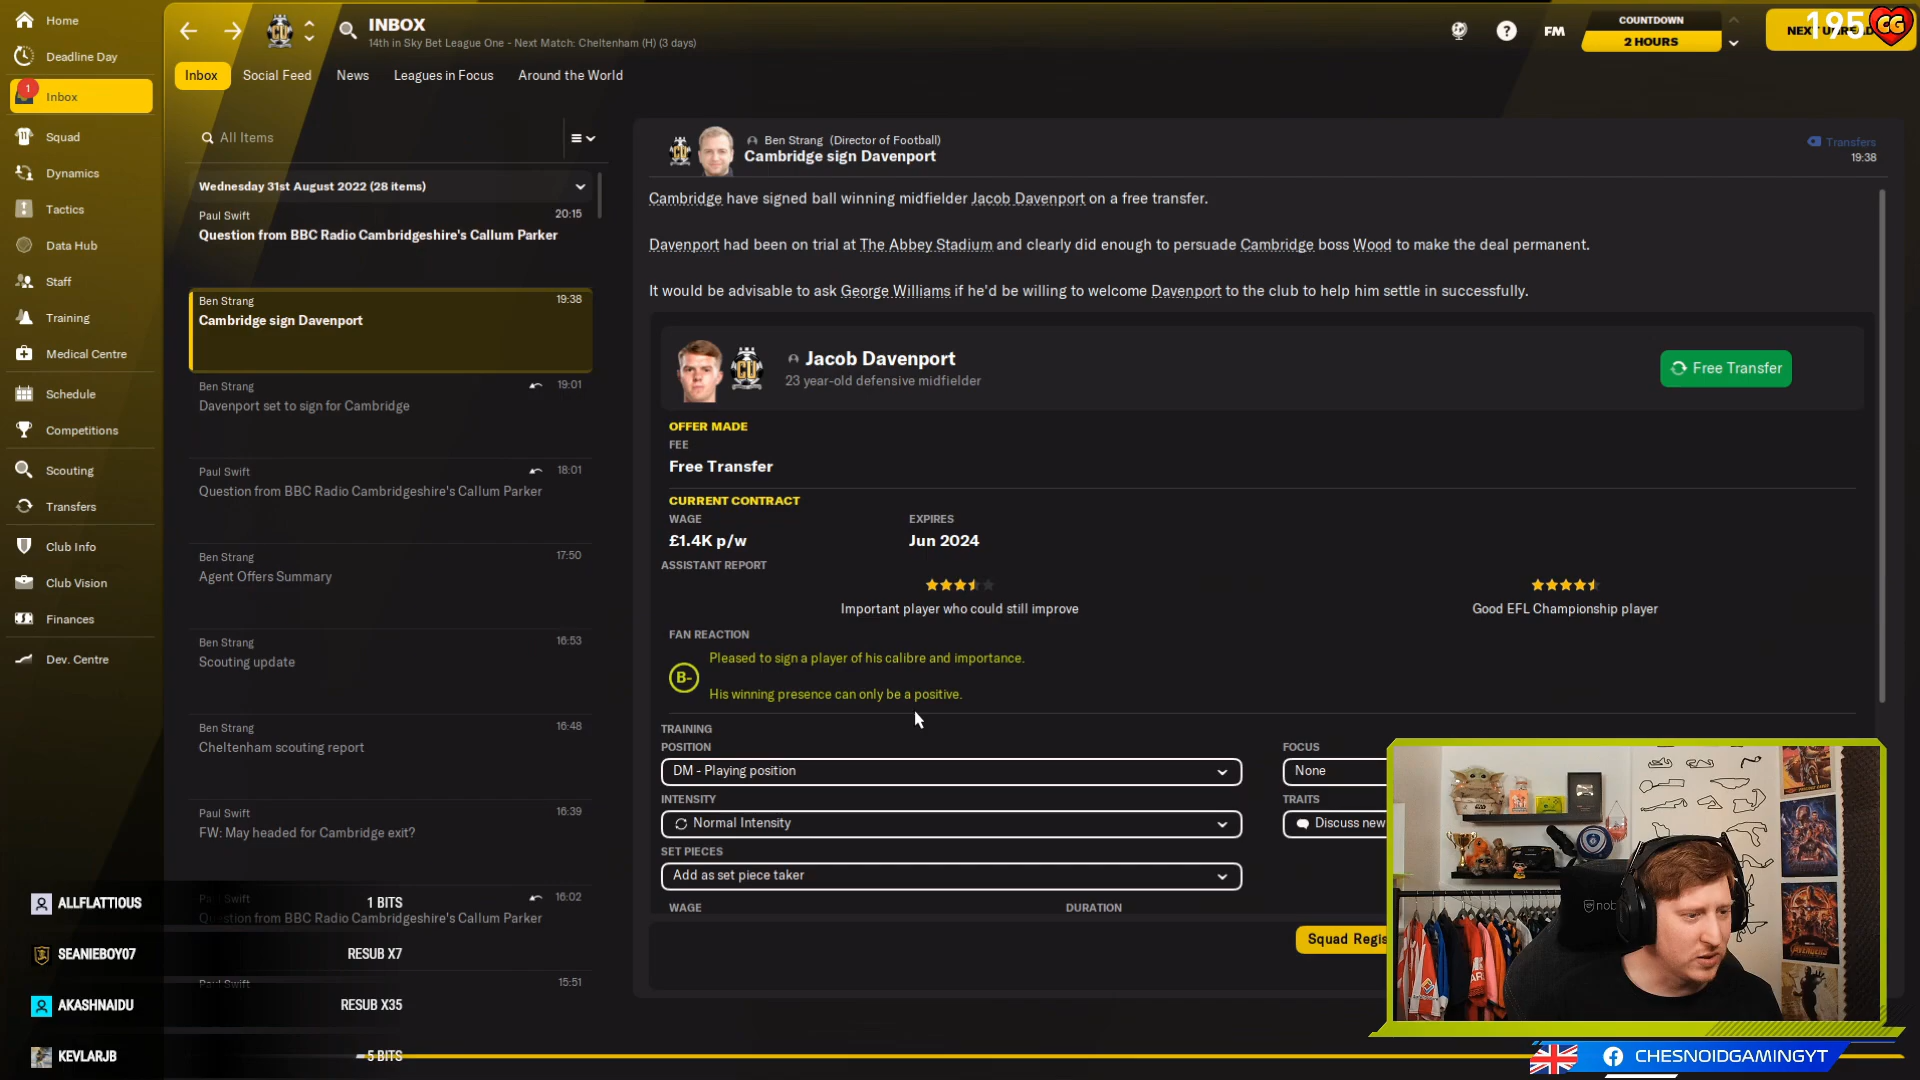 Home
Deadline Day
1
Inbox
Squad
Dynamics
Tactics
Data Hub
Staff
Training
Medical Centre
Schedule
Competitions
Scouting
Transfers
Club Info
Club Vision
Finances
Dev. Centre
INBOX
14th in Sky Bet League One - Next Match: Cheltenham (H) (3 days)
FM
COUNTDOWN
2 HOURS
195
CG
Inbox
Social Feed
News
Leagues in Focus
Around the World
All Items
Wednesday 31st August 2022 (28 items)
Paul Swift
20:15
Question from BBC Radio Cambridgeshire's Callum Parker
Ben Strang
19:38
Cambridge sign Davenport
Ben Strang
19:01
Davenport set to sign for Cambridge
Paul Swift
18:01
Question from BBC Radio Cambridgeshire's Callum Parker
Ben Strang
17:50
Agent Offers Summary
Ben Strang
16:53
Scouting update
Ben Strang
16:48
Cheltenham scouting report
Paul Swift
16:39
FW: May headed for Cambridge exit?
16:02
Question from BBC Radio Cambridgeshire's Callum Parker
15:51
Ben Strang (Director of Football)
Cambridge sign Davenport
Transfers
19:38
Cambridge have signed ball winning midfielder Jacob Davenport on a free transfer.
Davenport had been on trial at The Abbey Stadium and clearly did enough to persuade Cambridge boss Wood to make the deal permanent.
It would be advisable to ask George Williams if he'd be willing to welcome Davenport to the club to help him settle in successfully.
Jacob Davenport
23 year-old defensive midfielder
Free Transfer
OFFER MADE
FEE
Free Transfer
CURRENT CONTRACT
WAGE
EXPIRES
£1.4K p/w
Jun 2024
ASSISTANT REPORT
Important player who could still improve
Good EFL Championship player
FAN REACTION
B-
Pleased to sign a player of his calibre and importance.
His winning presence can only be a positive.
TRAINING
POSITION
DM - Playing position
FOCUS
None
INTENSITY
Normal Intensity
TRAITS
Discuss new
SET PIECES
Add as set piece taker
WAGE
DURATION
Squad Regis
ALLFLATTIOUS
1 BITS
SEANIEBOY07
RESUB X7
AKASHNAIDU
RESUB X35
KEVLARJB
5 BITS
CHESNOIDGAMINGYT